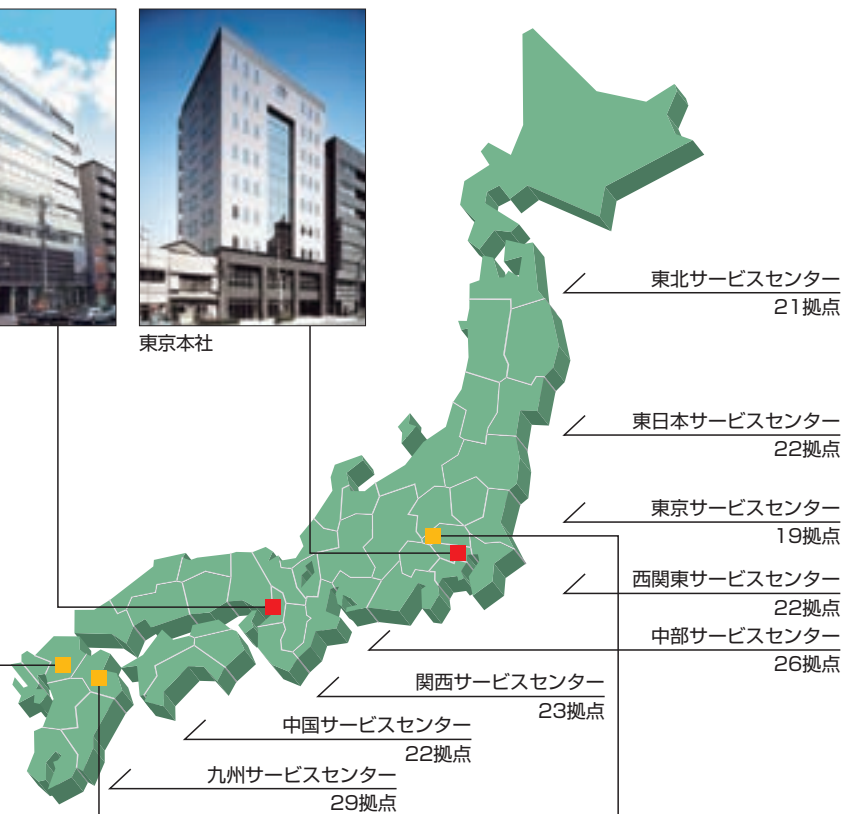 東京本社
東北サービスセンター
21拠点
東日本サービスセンター
22拠点
東京サービスセンター
19拠点
西関東サービスセンター
22拠点
中部サービスセンター
26拠点
関西サービスセンター
23拠点
中国サービスセンター
22拠点
九州サービスセンター
29拠点